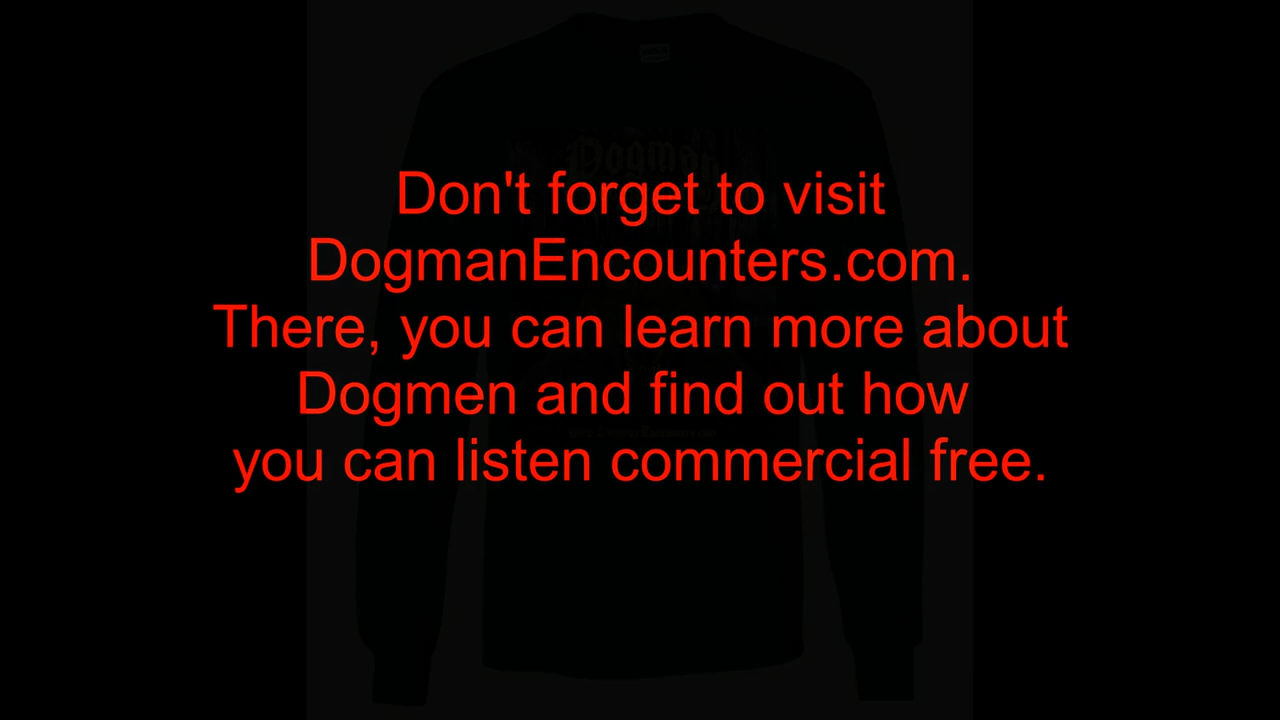 Don't forget to visit
DogmanEncounters.com.
There, you can learn more about
Dogmen and find out how
you can listen commercial free.